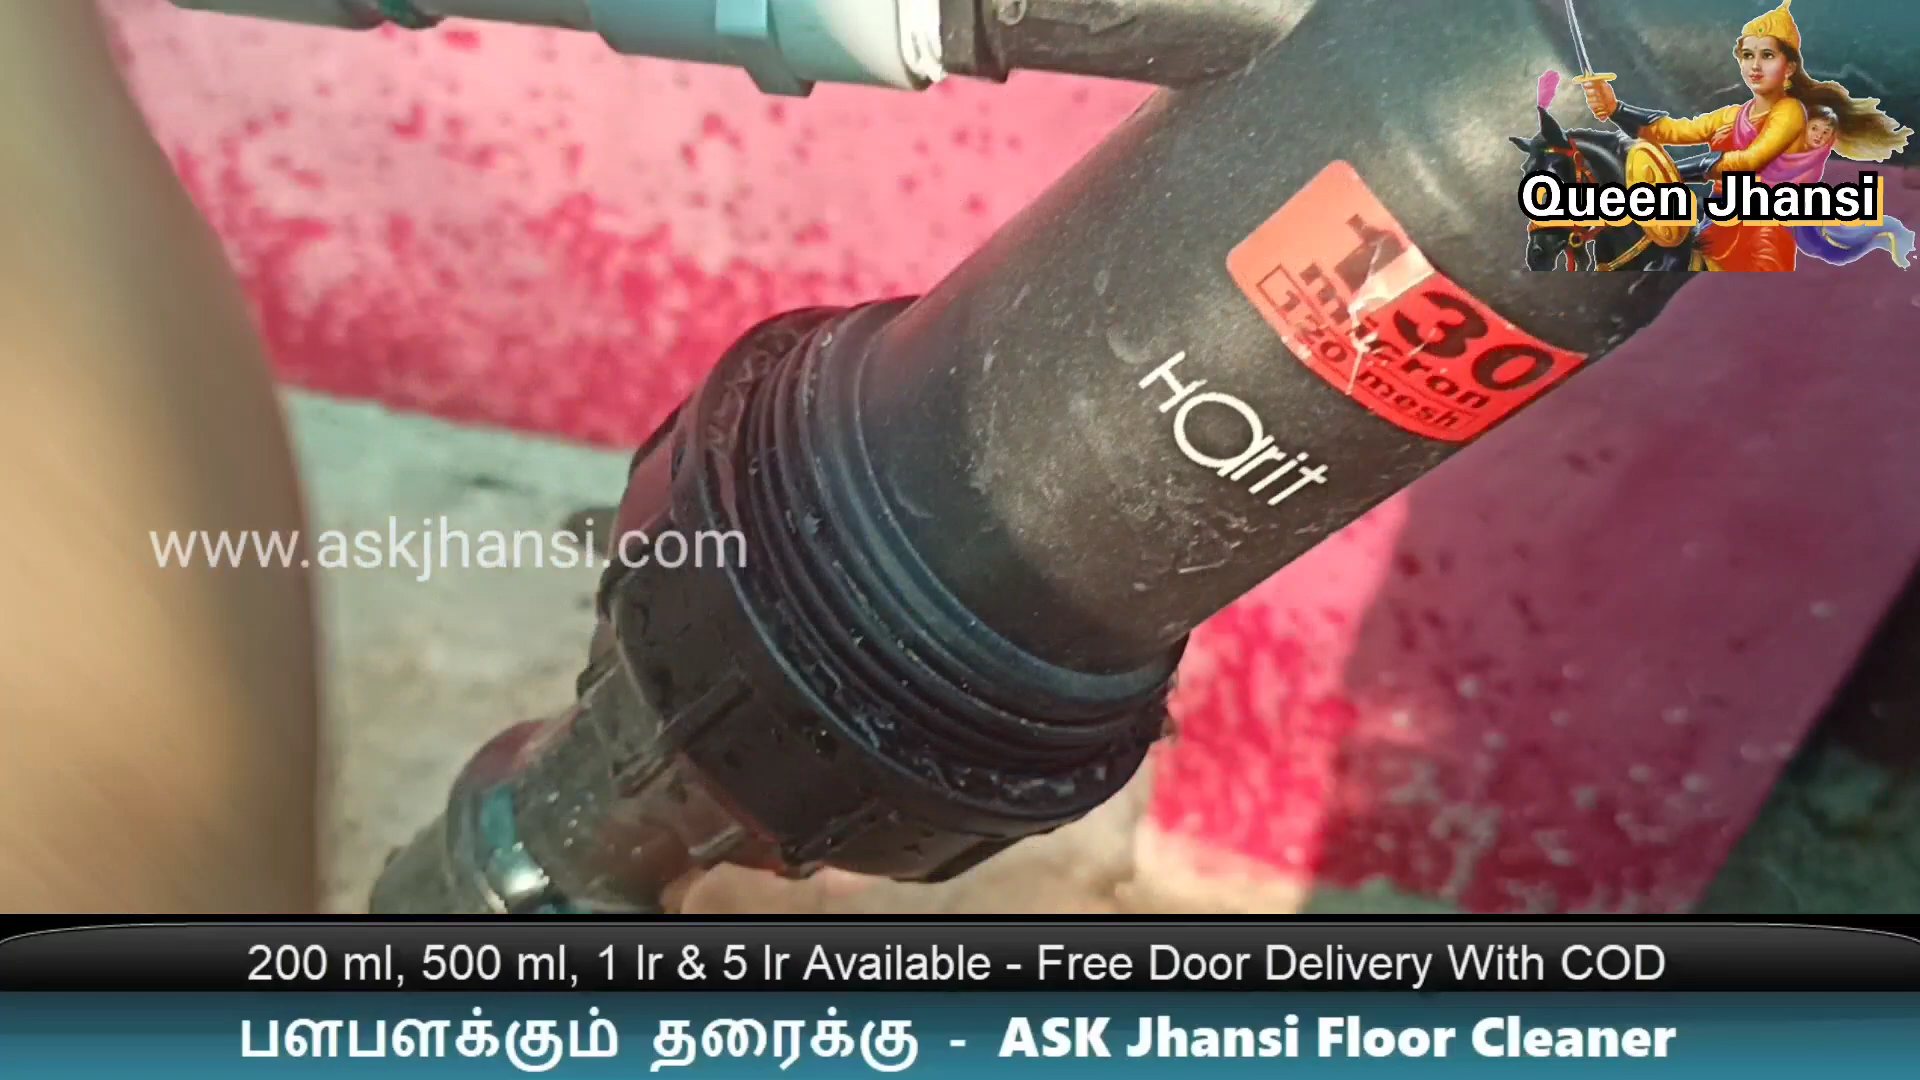 Queen Jhansi
130
micron
120 mesh
Harit
www.askjhansi.com
200 ml, 500 ml, 1 lr & 5 lr Available - Free Door Delivery With COD
பளபளக்கும் தரைக்கு - ASK Jhansi Floor Cleaner